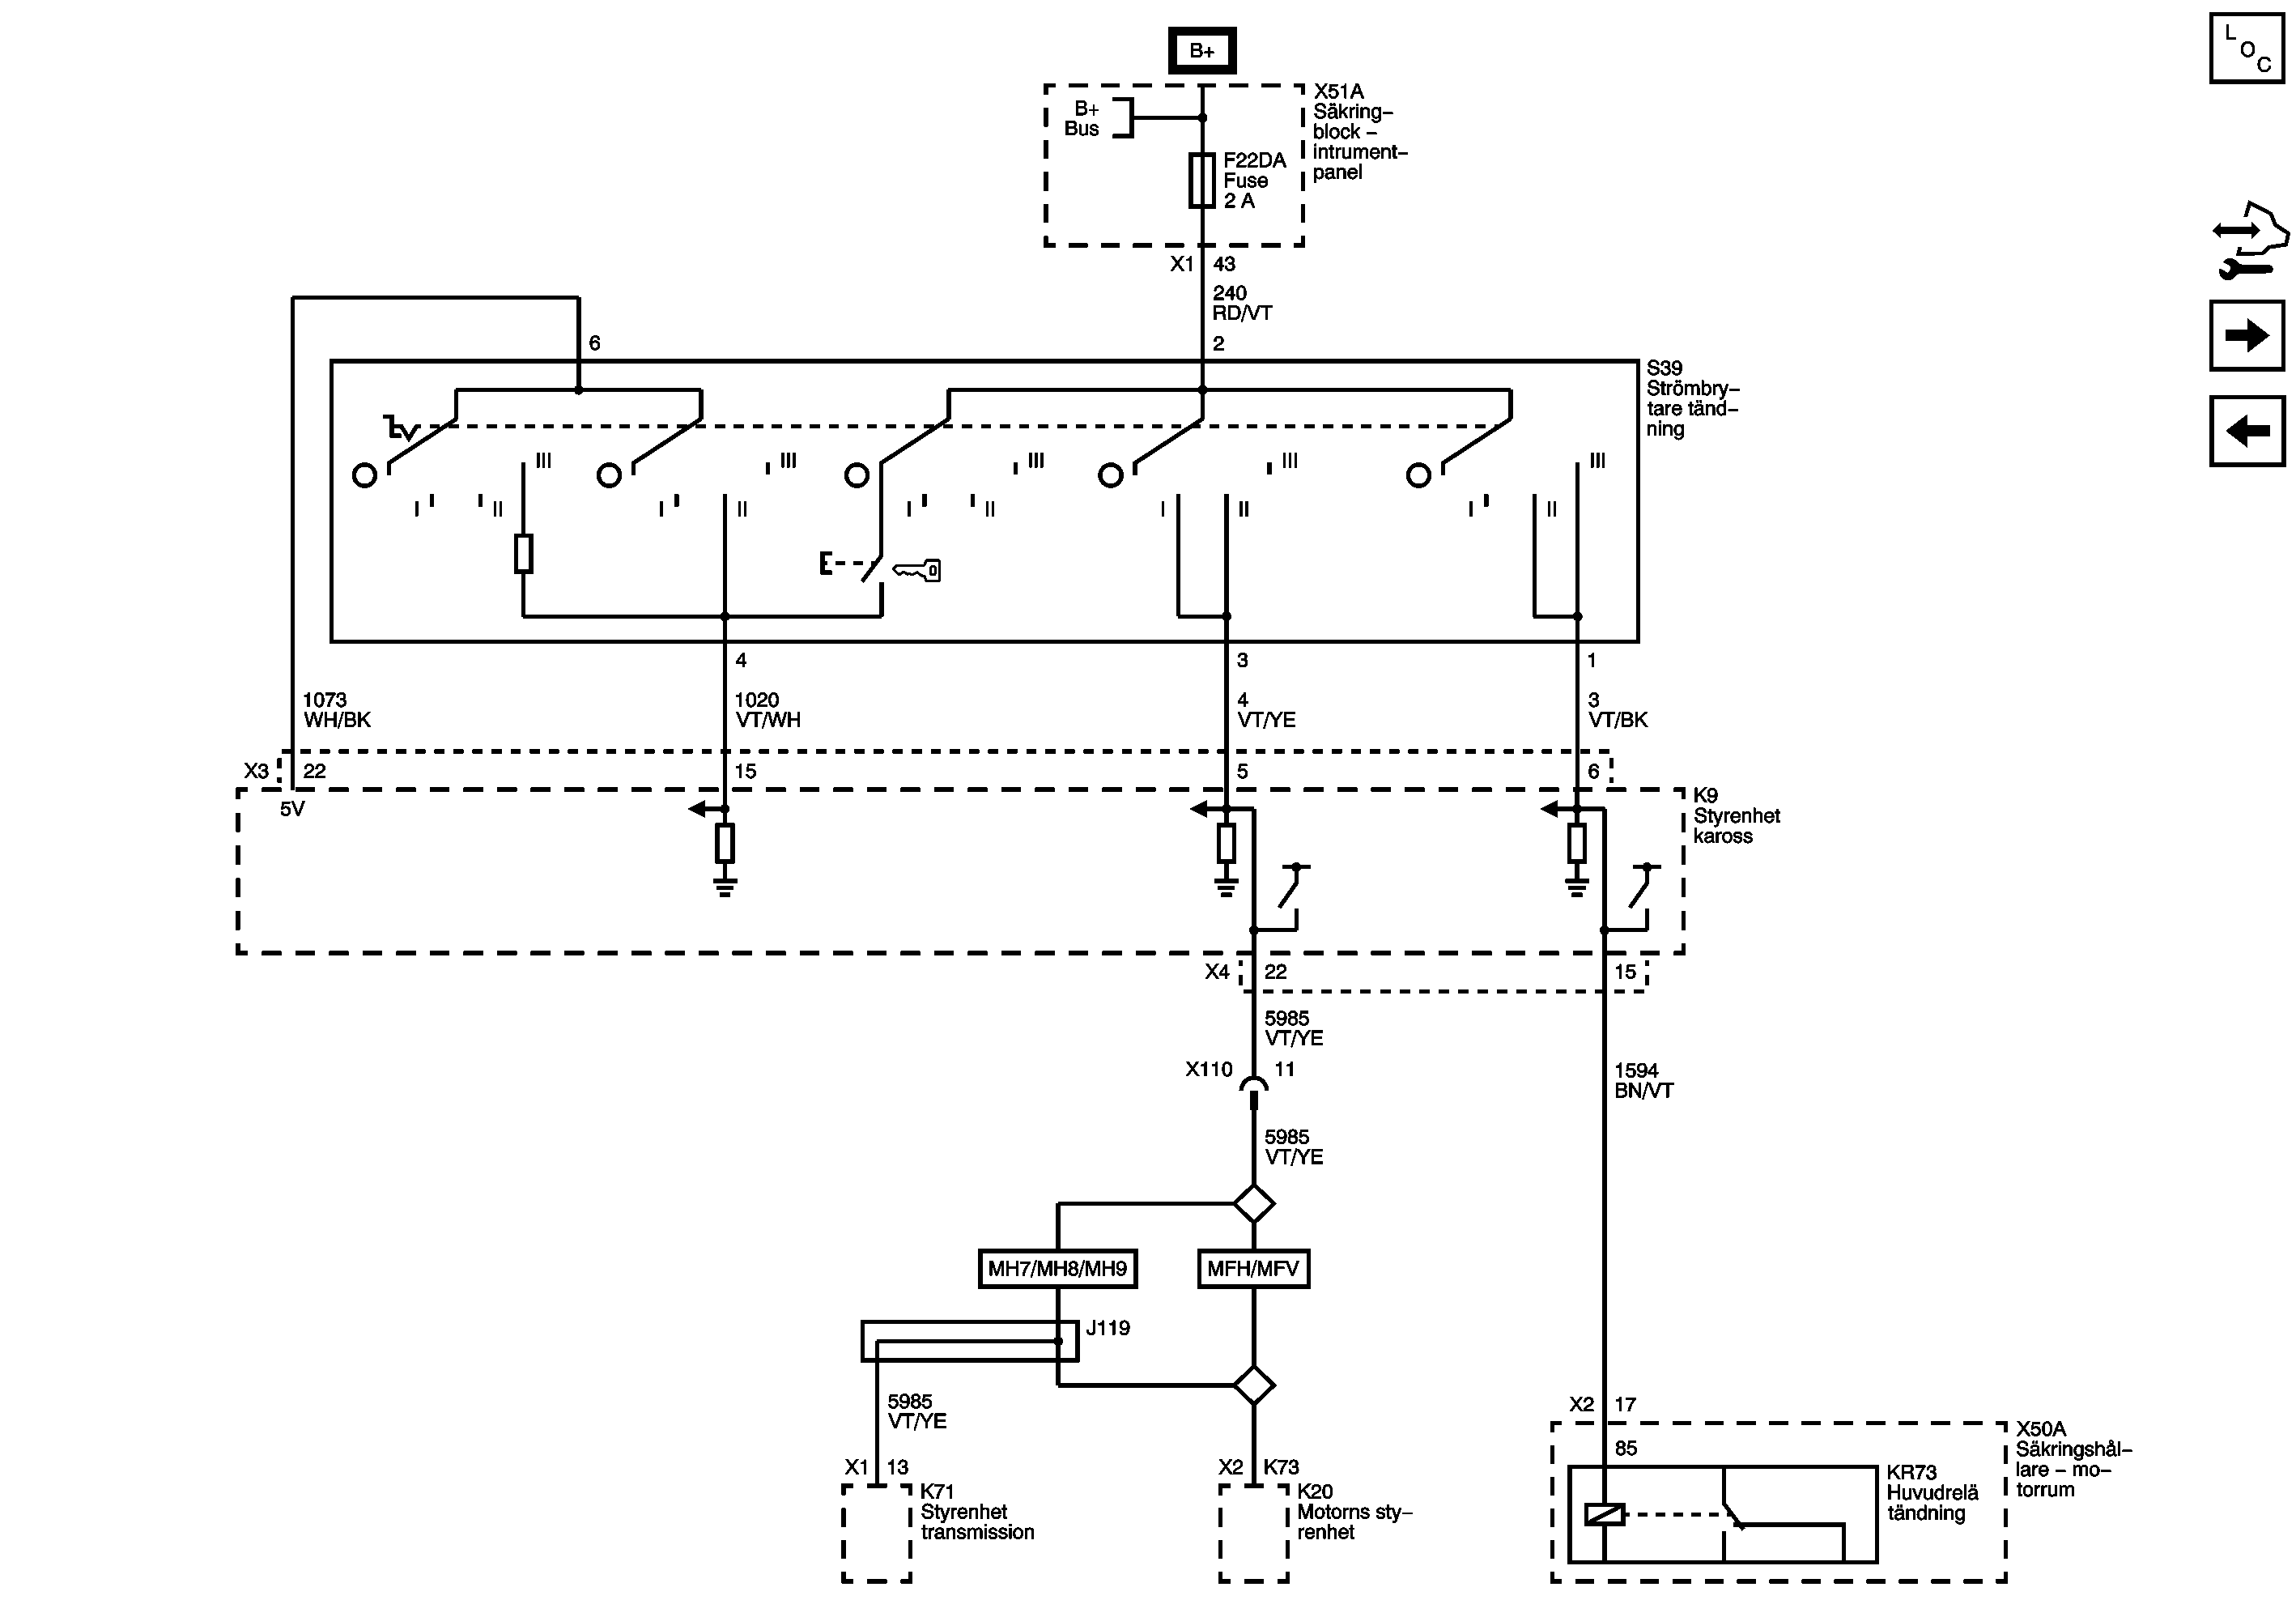 B+
L
O
C
B+
Bus
X51A
Säkring–
block –
intrument–
panel
F22DA
Fuse
2 A
X1 43
240
RD/VT
6
2
S39
Strömbry–
tare tänd–
ning
III
III
III
III
III
I
II
I
II
I
II
I
II
I
II
4
3
1
1073
WH/BK
1020
VT/WH
4
VT/YE
3
VT/BK
X3 22
15
5
6
5V
K9
Styrenhet
kaross
X4 22
15
5985
VT/YE
X110 11
1594
BN/VT
5985
VT/YE
MH7/MH8/MH9
MFH/MFV
J119
5985
VT/YE
X2 17
X50A
Säkringshål–
lare – mo–
torrum
85
X1 13
X2 K73
KR73
Huvudrelä
tändning
K71
Styrenhet
transmission
K20
Motorns sty–
renhet